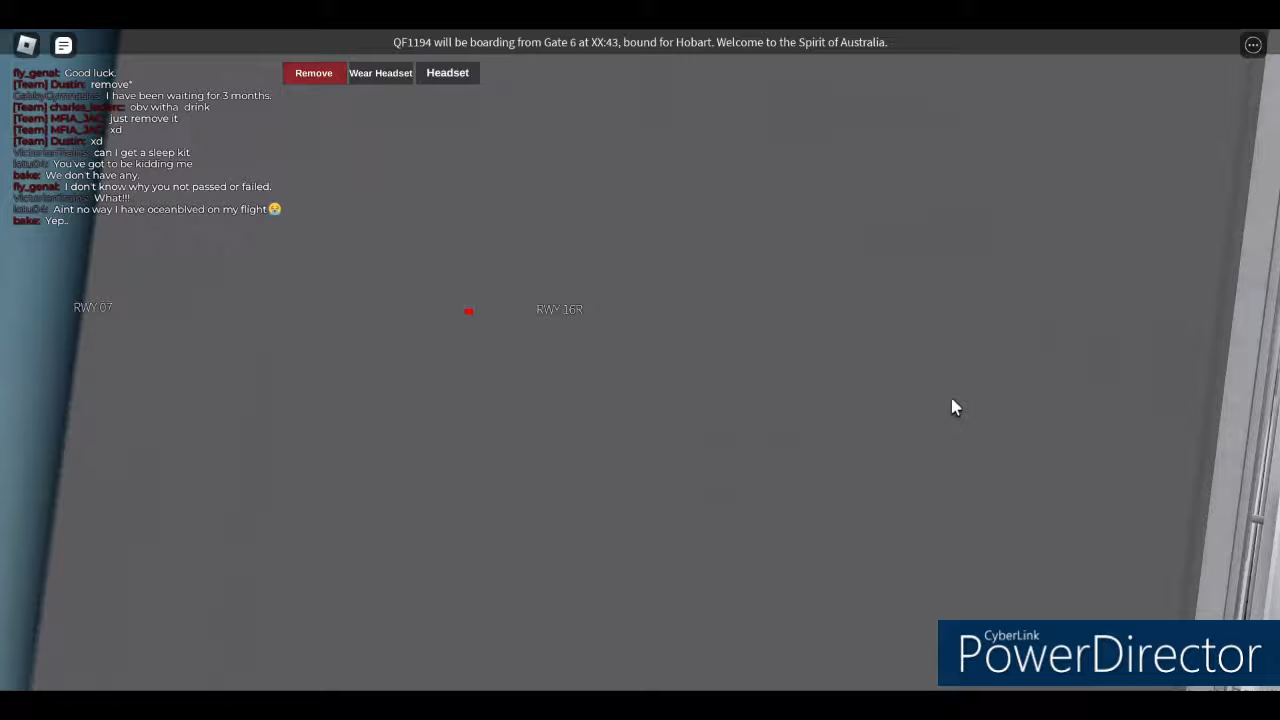 QF1194 will be boarding from Gate 6 at XX:43, bound for Hobart. Welcome to the Spirit of Australia.
Remove Wear Headset Headset
fly_genal: Good luck.
[Team] Dustin: remove*
I have been waiting for 3 months.
[Team] charles_leclerc: obv witha drink
[Team] MFIA_JAC: just remove it
[Team] MFIA_JAC: xd
[Team] Dustin: xd
can I get a sleep kit
You've got to be kidding me
bake: We don't have any.
fly_genal: I don't know why you not passed or failed.
What!!!
Aint no way I have oceanblved on my flight😭
bake: Yep..
RWY 07
RWY 16R
CyberLink
PowerDirector